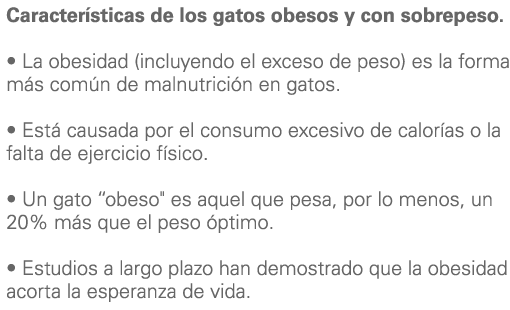 Características de los gatos obesos y con sobrepeso.
• La obesidad (incluyendo el exceso de peso) es la forma
más común de malnutrición en gatos.
• Está causada por el consumo excesivo de calorías o la
falta de ejercicio físico.
• Un gato “obeso" es aquel que pesa, por lo menos, un
20% más que el peso óptimo.
• Estudios a largo plazo han demostrado que la obesidad
acorta la esperanza de vida.